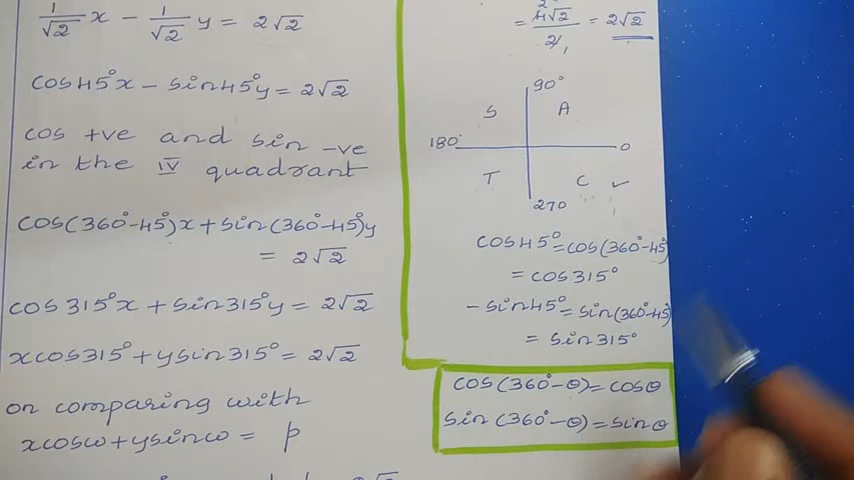 1/√2 x - 1/√2 y = 2√2
cos45°x - sin45°y = 2√2
cos +ve and sin -ve
in the IV quadrant
cos(360°-45°)x + sin(360°-45°)y
= 2√2
cos315°x + sin315°y = 2√2
xcos315° + ysin315° = 2√2
on comparing with
xcosω + ysinω = p
= 4√2/2 = 2√2
90°
S A
180° 0
T C ✓
270
cos45° = cos(360°-45°)
= cos315°
-sin45° = sin(360°-45°)
= sin315°
cos(360°-θ) = cosθ
sin(360°-θ) = sinθ